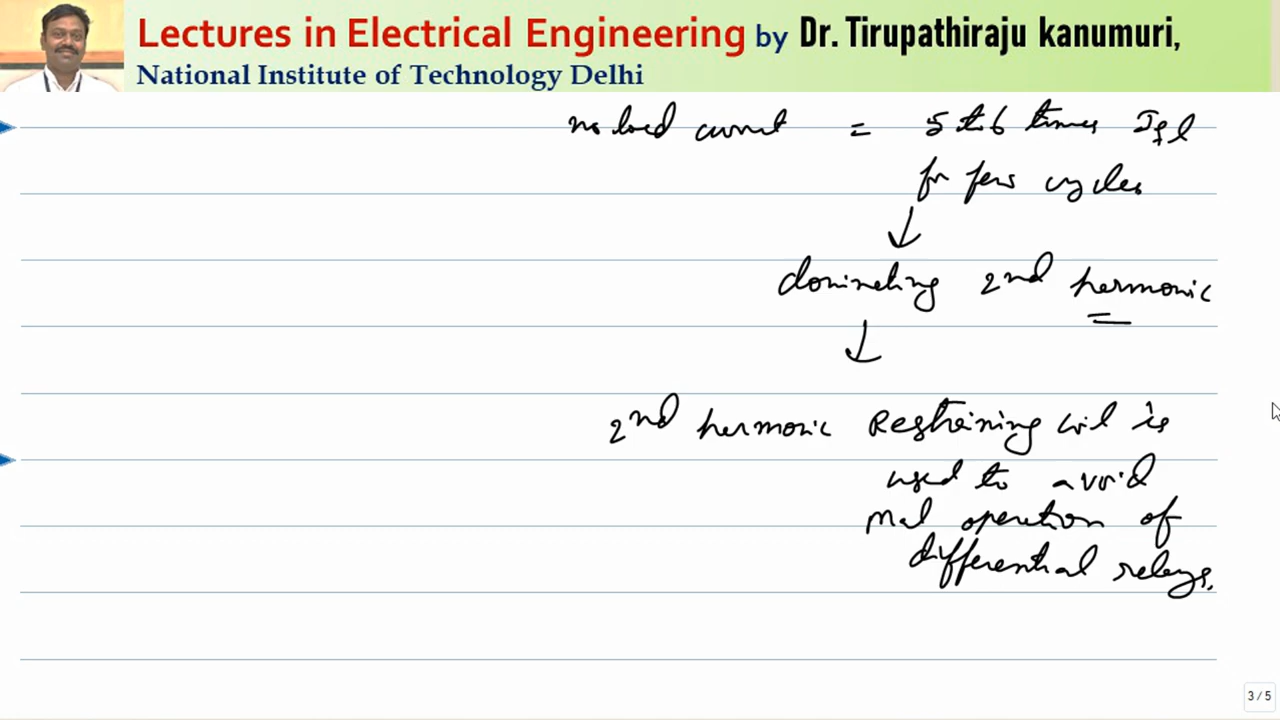 Lectures in Electrical Engineering by Dr. Tirupathiraju kanumuri,
National Institute of Technology Delhi
no load current = 5 to 6 times Ifl
for few cycles
↓
dominating 2nd harmonic
↓
2nd harmonic Restraining coil is
used to avoid
mal operation of
differential relays.
3/5